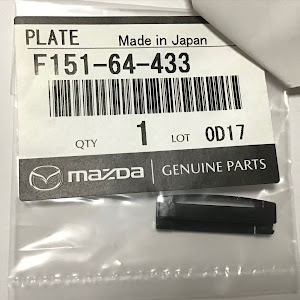 PLATE Made in Japan
F151-64-433
QTY 1 LOT 0D17
mazda GENUINE PARTS